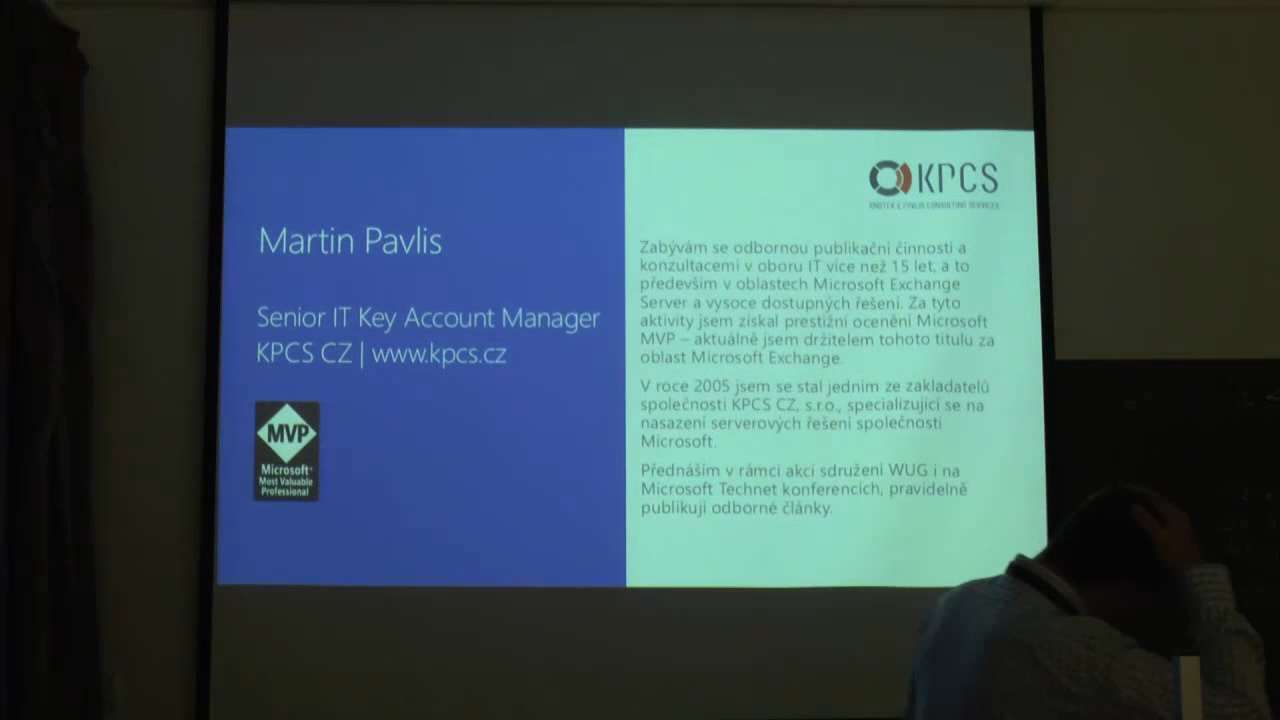 Martin Pavlis
Senior IT Key Account Manager
KPCS CZ | www.kpcs.cz
MVP
Microsoft®
Most Valuable
Professional
KPCS
KNOTEK & PAVLIS CONSULTING SERVICES
Zabývám se odbornou publikační činností a
konzultacemi v oboru IT více než 15 let, a to
především v oblastech Microsoft Exchange
Server a vysoce dostupných řešení. Za tyto
aktivity jsem získal prestižní ocenění Microsoft
MVP – aktuálně jsem držitelem tohoto titulu za
oblast Microsoft Exchange.
V roce 2005 jsem se stal jedním ze zakladatelů
společnosti KPCS CZ, s.r.o., specializující se na
nasazení serverových řešení společnosti
Microsoft.
Přednáším v rámci akcí sdružení WUG i na
Microsoft Technet konferencích, pravidelně
publikuji odborné články.